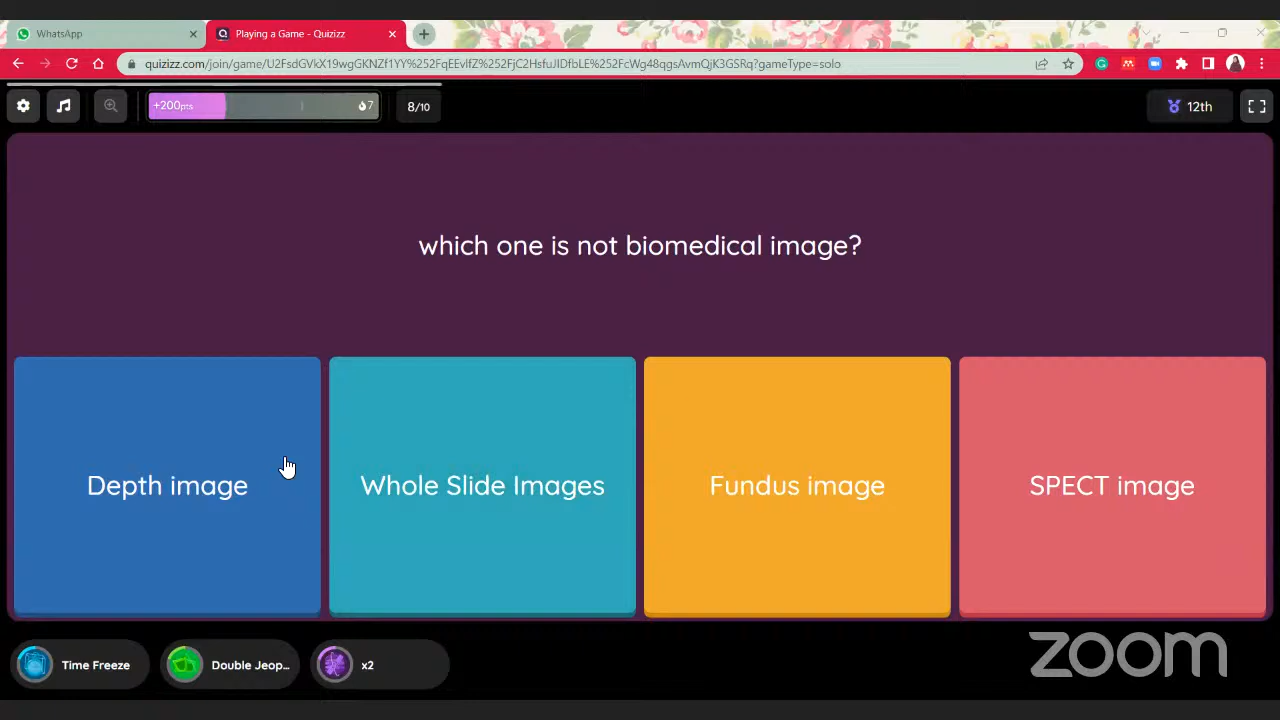 WhatsApp
Playing a Game - Quizizz
quizizz.com/join/game/U2FsdGVkX19wgGKNZf1YY%252FqEEvlfZ%252FjC2HsfuJIDfbLE%252FcWg48qgsAvmQjK3GSRq?gameType=solo
+200pts
7
8/10
12th
which one is not biomedical image?
Depth image
Whole Slide Images
Fundus image
SPECT image
Time Freeze
Double Jeop...
x2
zoom